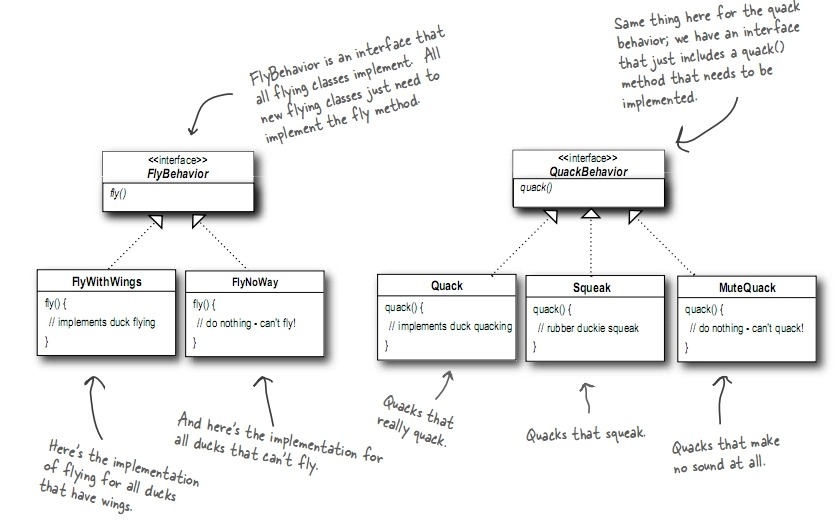 FlyBehavior is an interface that
all flying classes implement. All
new flying classes just need to
implement the fly method.
Same thing here for the quack
behavior; we have an interface
that just includes a quack()
method that needs to be
implemented.
<<interface>>
FlyBehavior
fly()
<<interface>>
QuackBehavior
quack()
FlyWithWings
fly() {
// implements duck flying
}
FlyNoWay
fly() {
// do nothing - can't fly!
}
Quack
quack() {
// implements duck quacking
}
Squeak
quack() {
// rubber duckie squeak
}
MuteQuack
quack() {
// do nothing - can't quack!
}
Here's the implementation
of flying for all ducks
that have wings.
And here's the implementation for
all ducks that can't fly.
Quacks that
really quack.
Quacks that squeak.
Quacks that make
no sound at all.